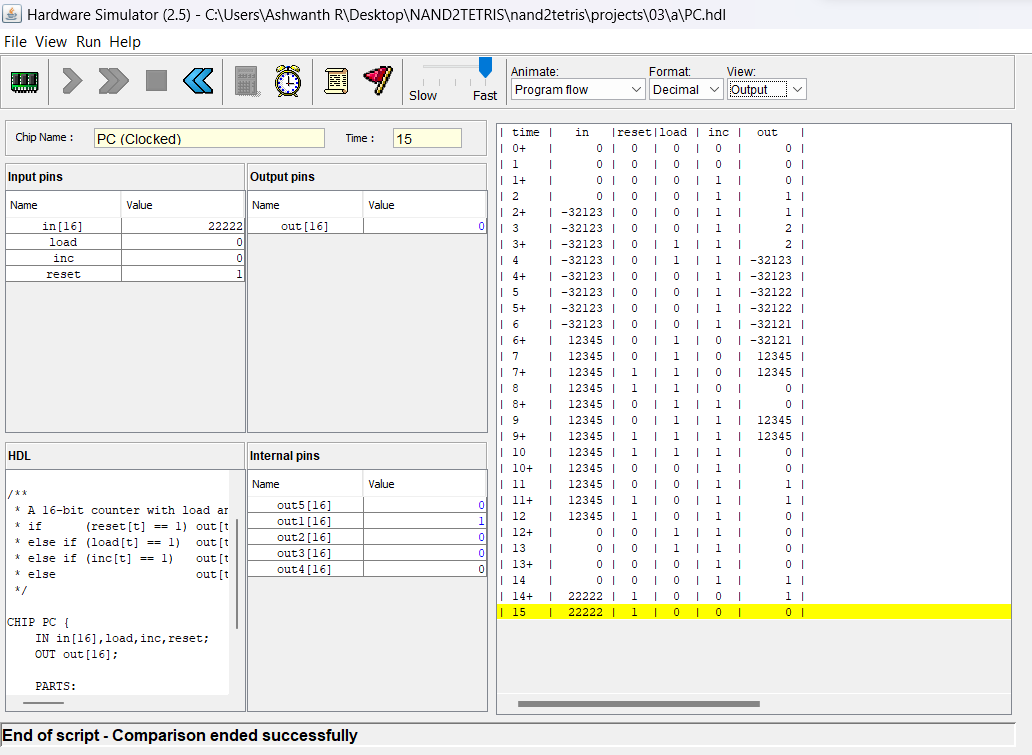 Hardware Simulator (2.5) - C:\Users\Ashwanth R\Desktop\NAND2TETRIS\nand2tetris\projects\03\a\PC.hdl
File View Run Help
Slow Fast
Animate:
Program flow
Format:
Decimal
View:
Output
Chip Name : PC (Clocked) Time : 15
Input pins
Name Value
in[16] 22222
load 0
inc 0
reset 1
Output pins
Name Value
out[16] 0
HDL
/**
* A 16-bit counter with load an
* if (reset[t] == 1) out[t
* else if (load[t] == 1) out[t
* else if (inc[t] == 1) out[t
* else out[t
*/
CHIP PC {
IN in[16],load,inc,reset;
OUT out[16];
PARTS:
Internal pins
Name Value
out5[16] 0
out1[16] 1
out2[16] 0
out3[16] 0
out4[16] 0
| time | in |reset|load | inc | out |
| 0+ | 0 | 0 | 0 | 0 | 0 |
| 1 | 0 | 0 | 0 | 0 | 0 |
| 1+ | 0 | 0 | 0 | 1 | 0 |
| 2 | 0 | 0 | 0 | 1 | 1 |
| 2+ | -32123 | 0 | 0 | 1 | 1 |
| 3 | -32123 | 0 | 0 | 1 | 2 |
| 3+ | -32123 | 0 | 1 | 1 | 2 |
| 4 | -32123 | 0 | 1 | 1 | -32123 |
| 4+ | -32123 | 0 | 0 | 1 | -32123 |
| 5 | -32123 | 0 | 0 | 1 | -32122 |
| 5+ | -32123 | 0 | 0 | 1 | -32122 |
| 6 | -32123 | 0 | 0 | 1 | -32121 |
| 6+ | 12345 | 0 | 1 | 0 | -32121 |
| 7 | 12345 | 0 | 1 | 0 | 12345 |
| 7+ | 12345 | 1 | 1 | 0 | 12345 |
| 8 | 12345 | 1 | 1 | 0 | 0 |
| 8+ | 12345 | 0 | 1 | 1 | 0 |
| 9 | 12345 | 0 | 1 | 1 | 12345 |
| 9+ | 12345 | 1 | 1 | 1 | 12345 |
| 10 | 12345 | 1 | 1 | 1 | 0 |
| 10+ | 12345 | 0 | 0 | 1 | 0 |
| 11 | 12345 | 0 | 0 | 1 | 1 |
| 11+ | 12345 | 1 | 0 | 1 | 1 |
| 12 | 12345 | 1 | 0 | 1 | 0 |
| 12+ | 0 | 0 | 1 | 1 | 0 |
| 13 | 0 | 0 | 1 | 1 | 0 |
| 13+ | 0 | 0 | 0 | 1 | 0 |
| 14 | 0 | 0 | 0 | 1 | 1 |
| 14+ | 22222 | 1 | 0 | 0 | 1 |
| 15 | 22222 | 1 | 0 | 0 | 0 |
End of script - Comparison ended successfully